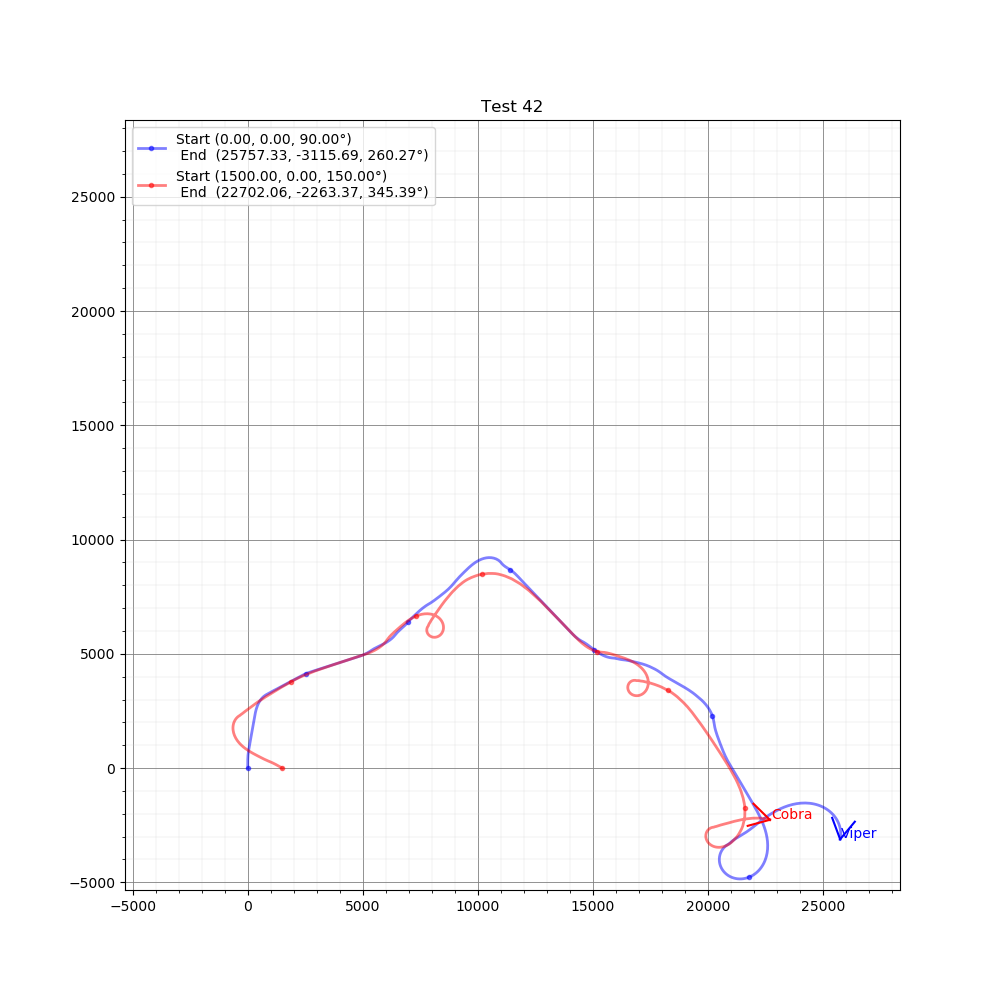 Test 42
Start (0.00, 0.00, 90.00°)
End  (25757.33, -3115.69, 260.27°)
Start (1500.00, 0.00, 150.00°)
End  (22702.06, -2263.37, 345.39°)
25000
20000
15000
10000
5000
0
−5000
Cobra
Viper
−5000 0 5000 10000 15000 20000 25000